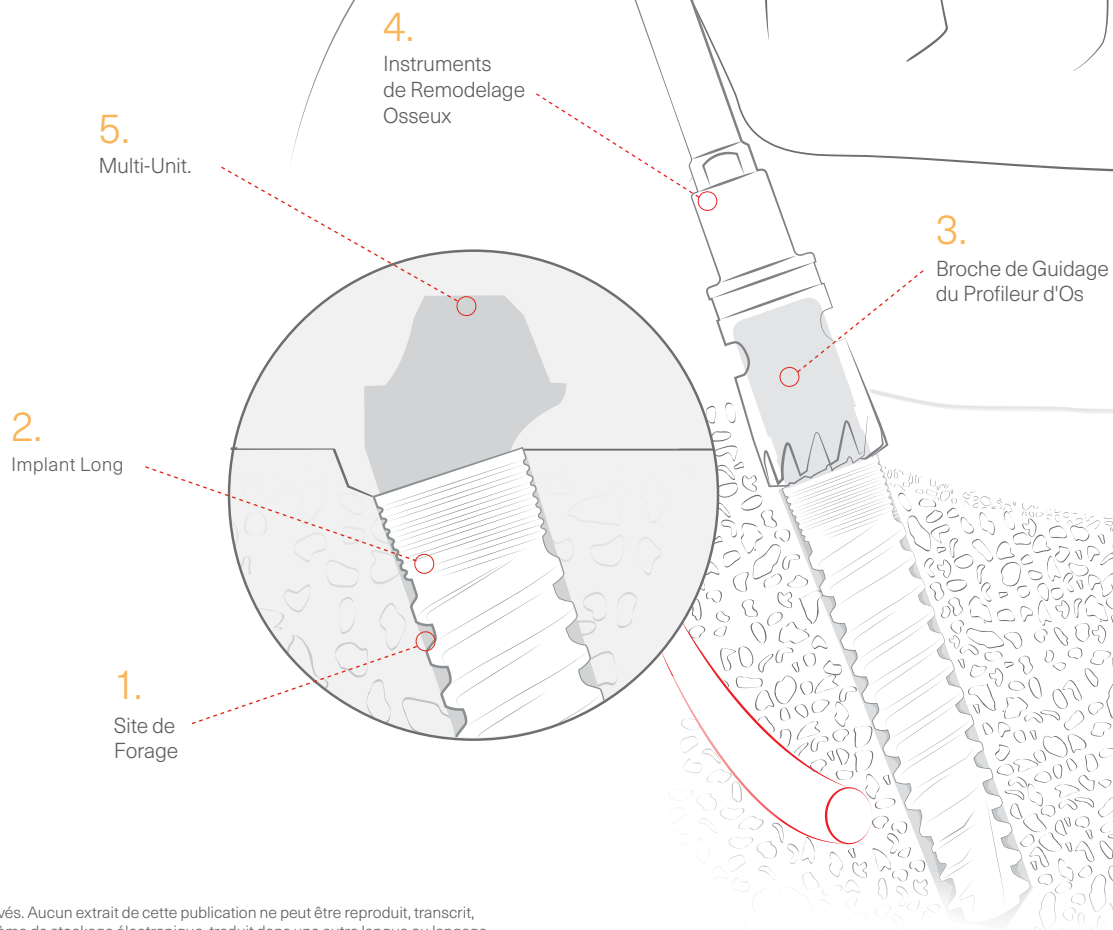 4.
Instruments
de Remodelage
Osseux
5.
Multi-Unit.
3.
Broche de Guidage
du Profileur d'Os
2.
Implant Long
1.
Site de
Forage
vés. Aucun extrait de cette publication ne peut être reproduit, transcrit,